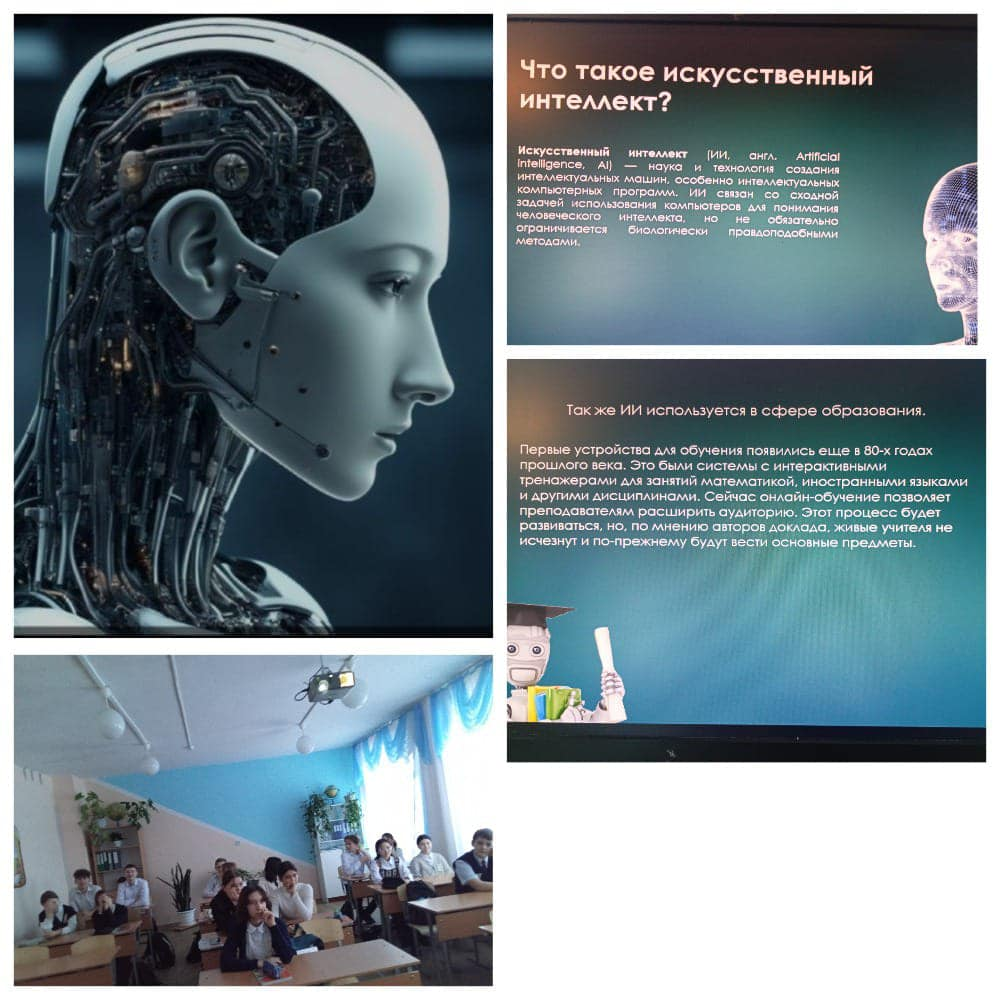 Что такое искусственный
интеллект?
Искусственный интеллект (ИИ, англ. Artificial
intelligence, AI) — наука и технология создания
интеллектуальных машин, особенно интеллектуальных
компьютерных программ. ИИ связан со сходной
задачей использования компьютеров для понимания
человеческого интеллекта, но не обязательно
ограничивается биологически правдоподобными
методами.
Так же ИИ используется в сфере образования.
Первые устройства для обучения появились еще в 80-х годах
прошлого века. Это были системы с интерактивными
тренажерами для занятий математикой, иностранными языками
и другими дисциплинами. Сейчас онлайн-обучение позволяет
преподавателям расширить аудиторию. Этот процесс будет
развиваться, но, по мнению авторов доклада, живые учителя не
исчезнут и по-прежнему будут вести основные предметы.